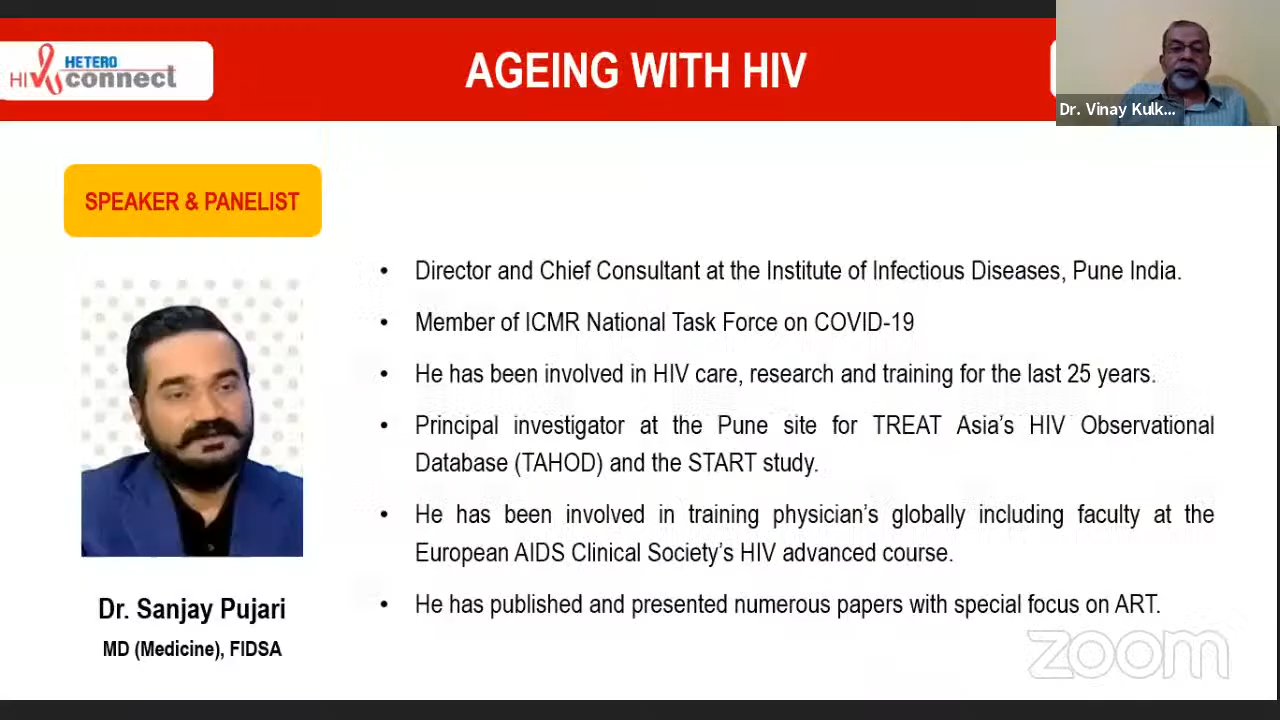 HIV HETERO connect
AGEING WITH HIV
Dr. Vinay Kulk...
SPEAKER & PANELIST
• Director and Chief Consultant at the Institute of Infectious Diseases, Pune India.
• Member of ICMR National Task Force on COVID-19
• He has been involved in HIV care, research and training for the last 25 years.
• Principal investigator at the Pune site for TREAT Asia's HIV Observational
Database (TAHOD) and the START study.
• He has been involved in training physician's globally including faculty at the
European AIDS Clinical Society's HIV advanced course.
• He has published and presented numerous papers with special focus on ART.
Dr. Sanjay Pujari
MD (Medicine), FIDSA
zoom